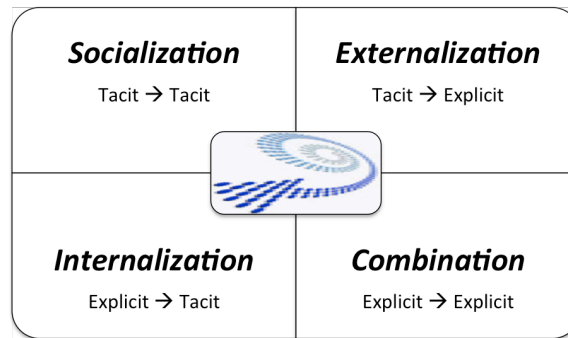 Socialization
Tacit → Tacit
Externalization
Tacit → Explicit
Internalization
Explicit → Tacit
Combination
Explicit → Explicit